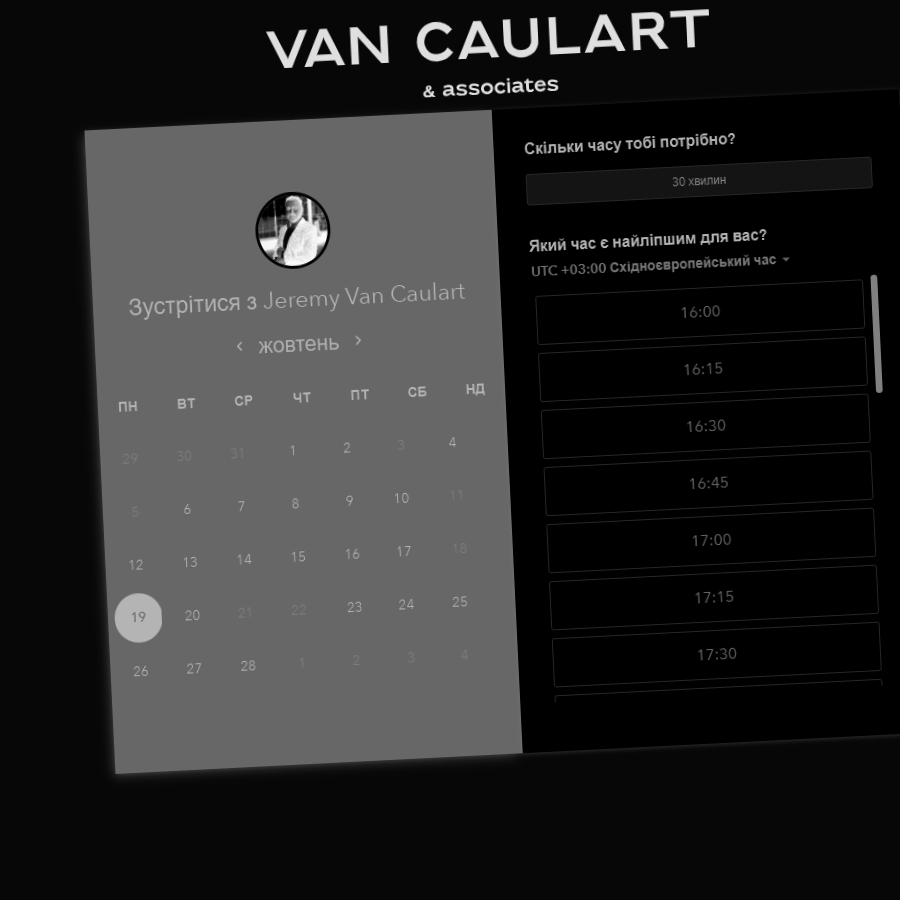 VAN CAULART
& associates
Зустрітися з Jeremy Van Caulart
жовтень
ПН ВТ СР ЧТ ПТ СБ НД
29 30 31 1 2 3 4
5 6 7 8 9 10 11
12 13 14 15 16 17 18
19 20 21 22 23 24 25
26 27 28 1 2 3 4
Скільки часу тобі потрібно?
30 хвилин
Який час є найліпшим для вас?
UTC +03:00 Східноєвропейський час
16:00
16:15
16:30
16:45
17:00
17:15
17:30